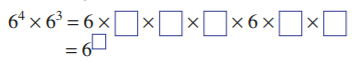 6⁴ × 6³ = 6 × □ × □ × □ × 6 × □ × □
= 6^□